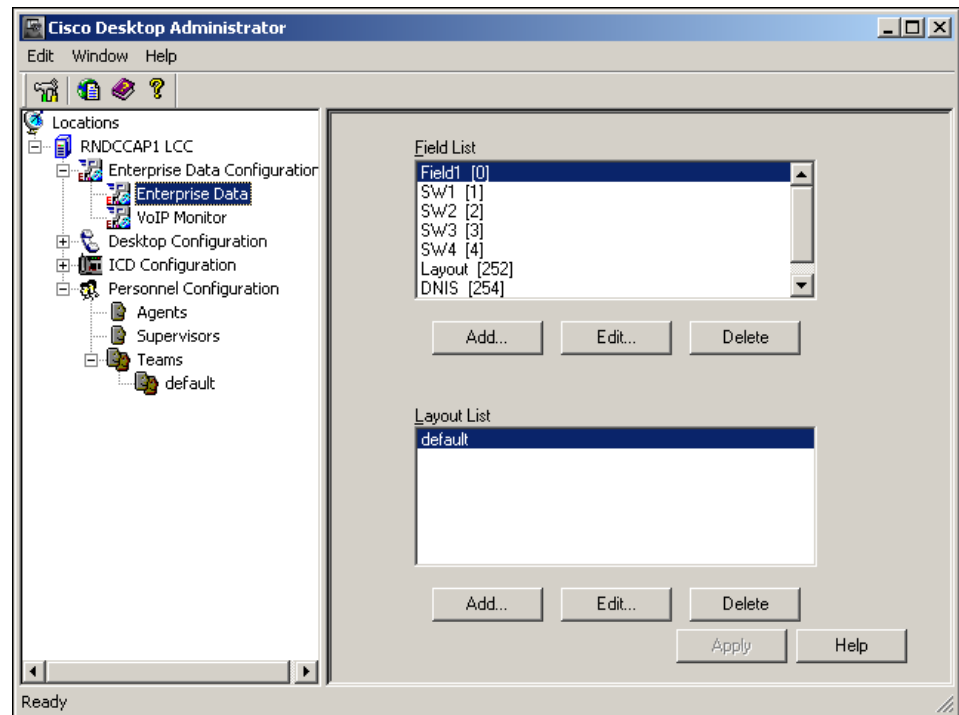 Cisco Desktop Administrator
Edit Window Help
Locations
RNDCCAP1 LCC
Enterprise Data Configuration
Enterprise Data
VoIP Monitor
Desktop Configuration
ICD Configuration
Personnel Configuration
Agents
Supervisors
Teams
default
Field List
Field1 [0]
SW1 [1]
SW2 [2]
SW3 [3]
SW4 [4]
Layout [252]
DNIS [254]
Add... Edit... Delete
Layout List
default
Add... Edit... Delete
Apply Help
Ready